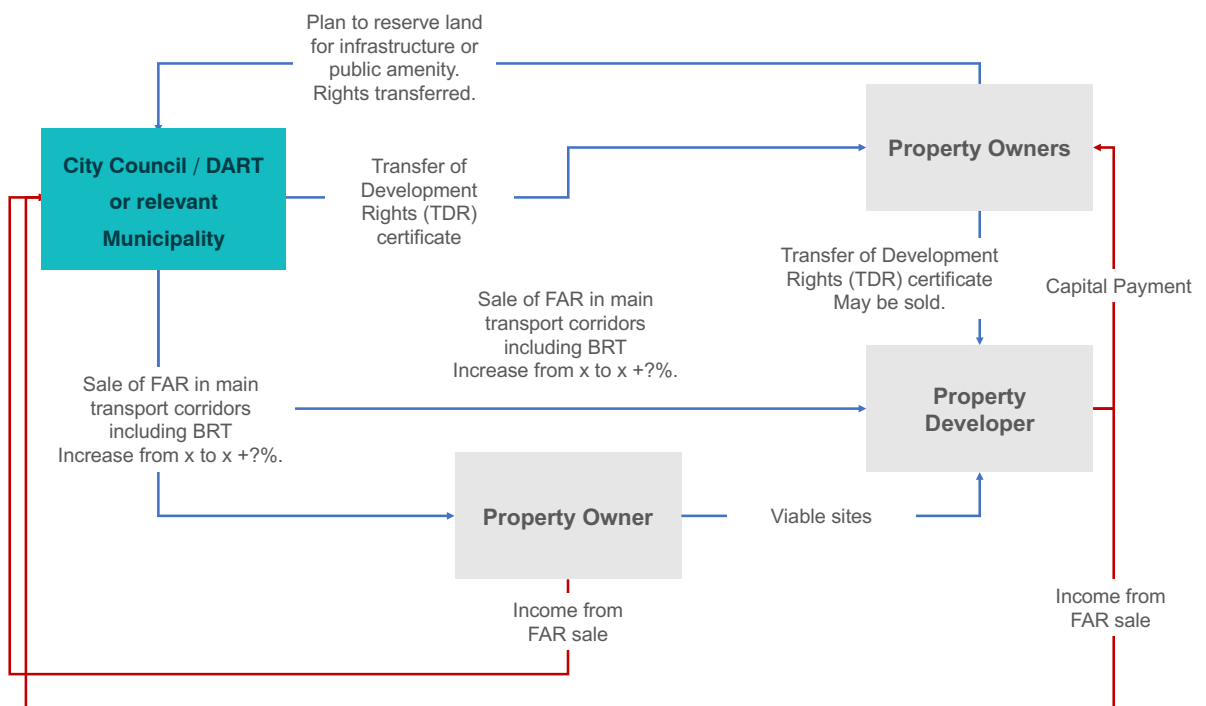 Plan to reserve land
for infrastructure or
public amenity.
Rights transferred.
City Council / DART
or relevant
Municipality
Transfer of
Development
Rights (TDR)
certificate
Property Owners
Transfer of Development
Rights (TDR) certificate
May be sold.
Capital Payment
Sale of FAR in main
transport corridors
including BRT
Increase from x to x +?%.
Sale of FAR in main
transport corridors
including BRT
Increase from x to x +?%.
Property
Developer
Property Owner
Viable sites
Income from
FAR sale
Income from
FAR sale